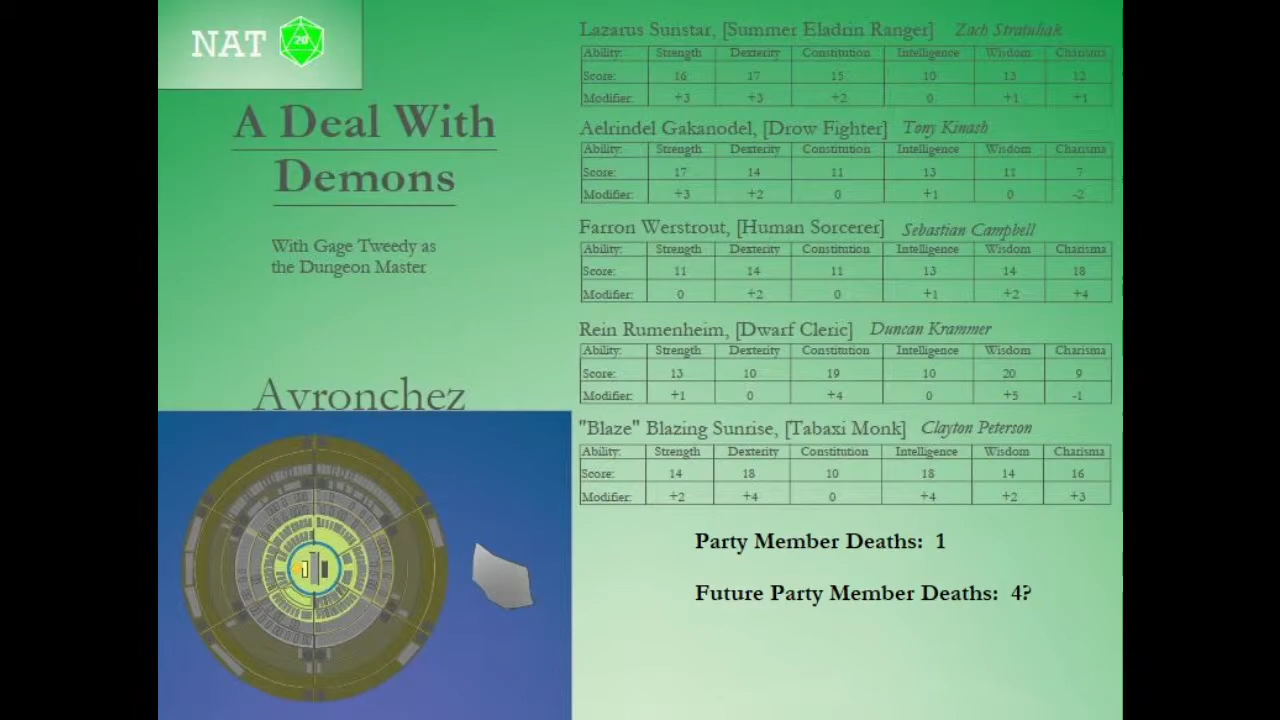 NAT 20
A Deal With
Demons
With Gage Tweedy as
the Dungeon Master
Avronchez
Lazarus Sunstar, [Summer Eladrin Ranger] Zach Stratuliak
Ability: Strength Dexterity Constitution Intelligence Wisdom Charisma
Score: 16 17 15 10 13 12
Modifier: +3 +3 +2 0 +1 +1
Aelrindel Gakanodel, [Drow Fighter] Tony Kinash
Ability: Strength Dexterity Constitution Intelligence Wisdom Charisma
Score: 17 14 11 13 11 7
Modifier: +3 +2 0 +1 0 -2
Farron Werstrout, [Human Sorcerer] Sebastian Campbell
Ability: Strength Dexterity Constitution Intelligence Wisdom Charisma
Score: 11 14 11 13 14 18
Modifier: 0 +2 0 +1 +2 +4
Rein Rumenheim, [Dwarf Cleric] Duncan Krammer
Ability: Strength Dexterity Constitution Intelligence Wisdom Charisma
Score: 13 10 19 10 20 9
Modifier: +1 0 +4 0 +5 -1
"Blaze" Blazing Sunrise, [Tabaxi Monk] Clayton Peterson
Ability: Strength Dexterity Constitution Intelligence Wisdom Charisma
Score: 14 18 10 18 14 16
Modifier: +2 +4 0 +4 +2 +3
Party Member Deaths: 1
Future Party Member Deaths: 4?